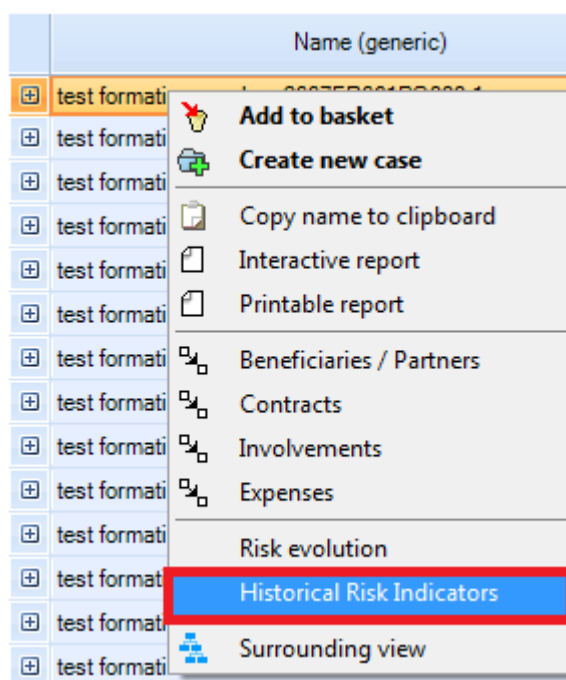 Name (generic)
test formati
Add to basket
test formati
Create new case
test formati
test formati
Copy name to clipboard
test formati
Interactive report
test formati
Printable report
test formati
Beneficiaries / Partners
test formati
Contracts
test formati
Involvements
test formati
Expenses
test formati
Risk evolution
test format
Historical Risk Indicators
test formati
Surrounding view
test formati